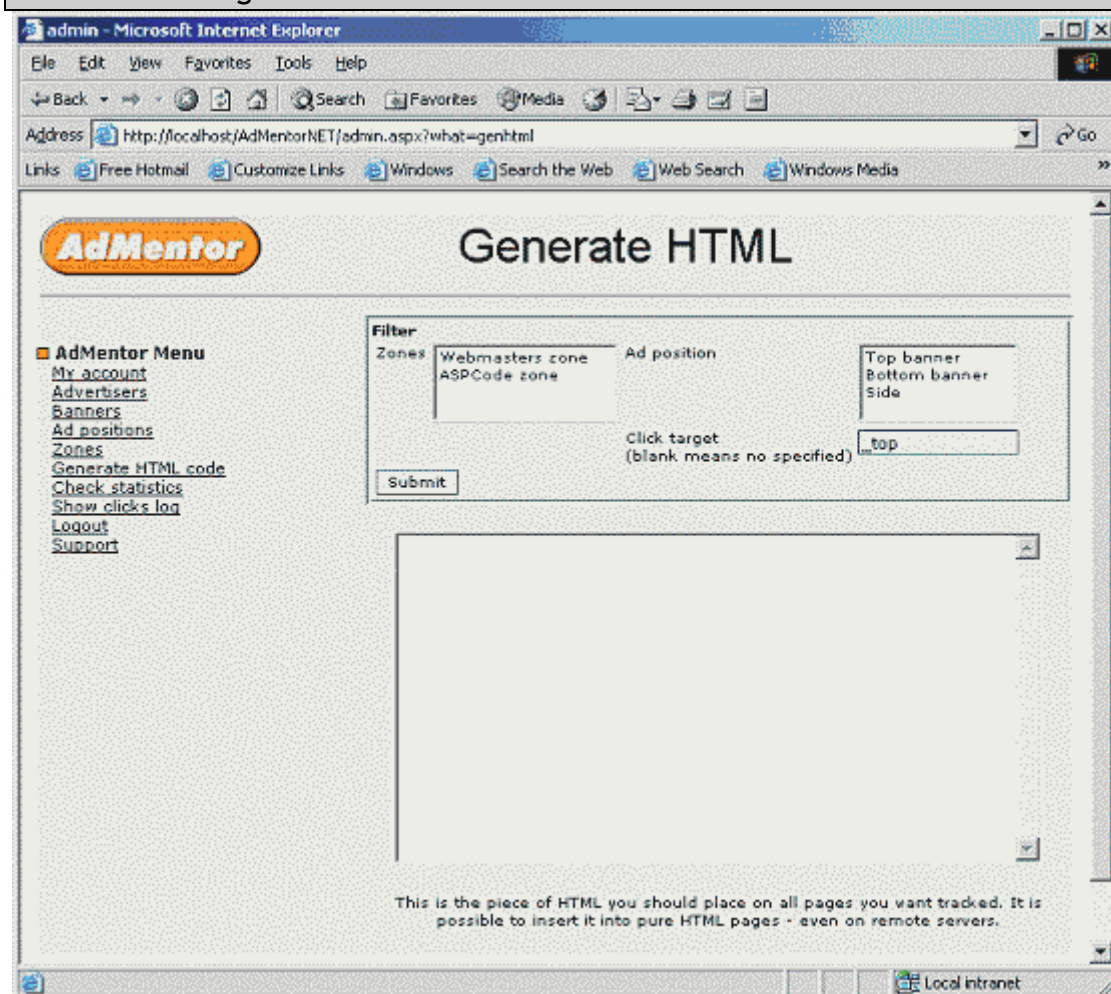 admin - Microsoft Internet Explorer
File Edit View Favorites Tools Help
Back Search Favorites Media
Address http://localhost/AdMentorNET/admin.aspx?what=genhtml Go
Links Free Hotmail Customize Links Windows Search the Web Web Search Windows Media »
AdMentor
Generate HTML
AdMentor Menu
My account
Advertisers
Banners
Ad positions
Zones
Generate HTML code
Check statistics
Show clicks log
Logout
Support
Filter
Zones
Webmasters zone
ASPCode zone
Ad position
Top banner
Bottom banner
Side
Click target
(blank means no specified)
_top
Submit
This is the piece of HTML you should place on all pages you want tracked. It is
possible to insert it into pure HTML pages - even on remote servers.
Local intranet